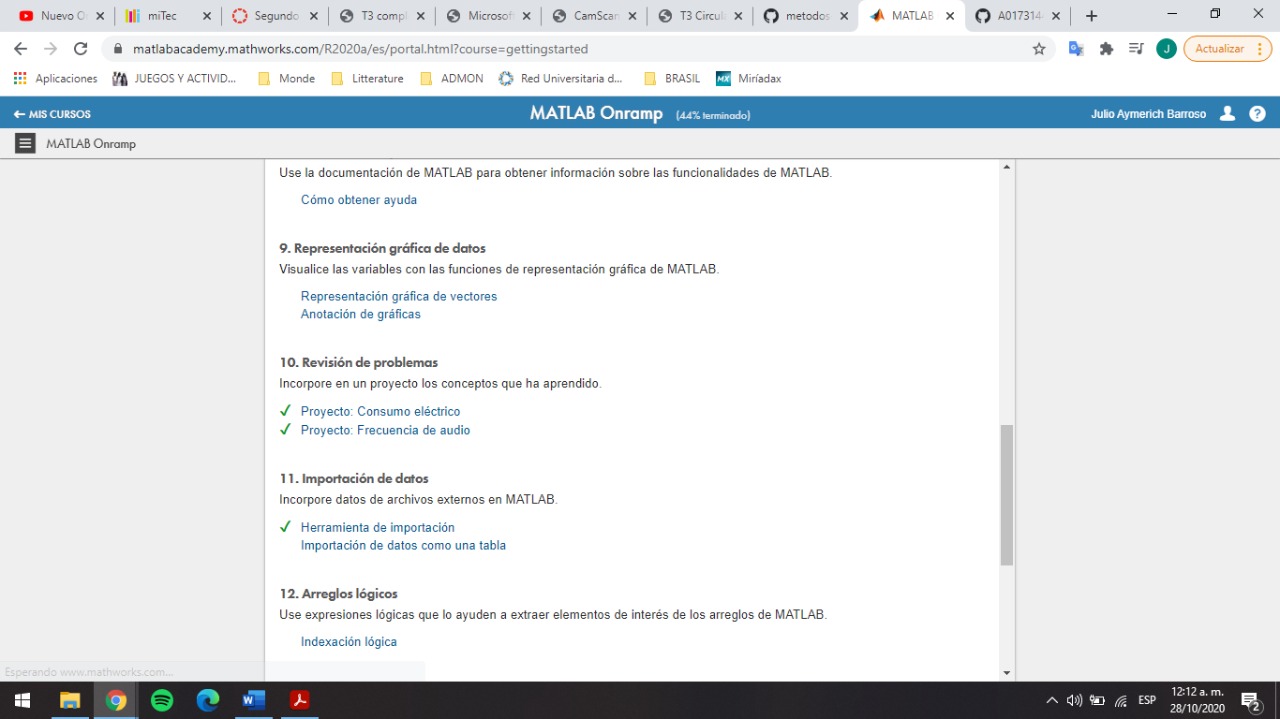 Nuevo O
miTec
Segundo
T3 comp
Microsof
CamScan
T3 Circul
metodos
MATLAB
A017314
matlabacademy.mathworks.com/R2020a/es/portal.html?course=gettingstarted
J
Actualizar
Aplicaciones
JUEGOS Y ACTIVID...
Monde
Litterature
ADMON
Red Universitaria d...
BRASIL
MX
Miríadax
← MIS CURSOS
MATLAB Onramp (44% terminado)
Julio Aymerich Barroso
?
MATLAB Onramp
Use la documentación de MATLAB para obtener información sobre las funcionalidades de MATLAB.
Cómo obtener ayuda
9. Representación gráfica de datos
Visualice las variables con las funciones de representación gráfica de MATLAB.
Representación gráfica de vectores
Anotación de gráficas
10. Revisión de problemas
Incorpore en un proyecto los conceptos que ha aprendido.
✓ Proyecto: Consumo eléctrico
✓ Proyecto: Frecuencia de audio
11. Importación de datos
Incorpore datos de archivos externos en MATLAB.
✓ Herramienta de importación
Importación de datos como una tabla
12. Arreglos lógicos
Use expresiones lógicas que lo ayuden a extraer elementos de interés de los arreglos de MATLAB.
Indexación lógica
Esperando www.mathworks.com...
ESP
12:12 a. m.
28/10/2020
2